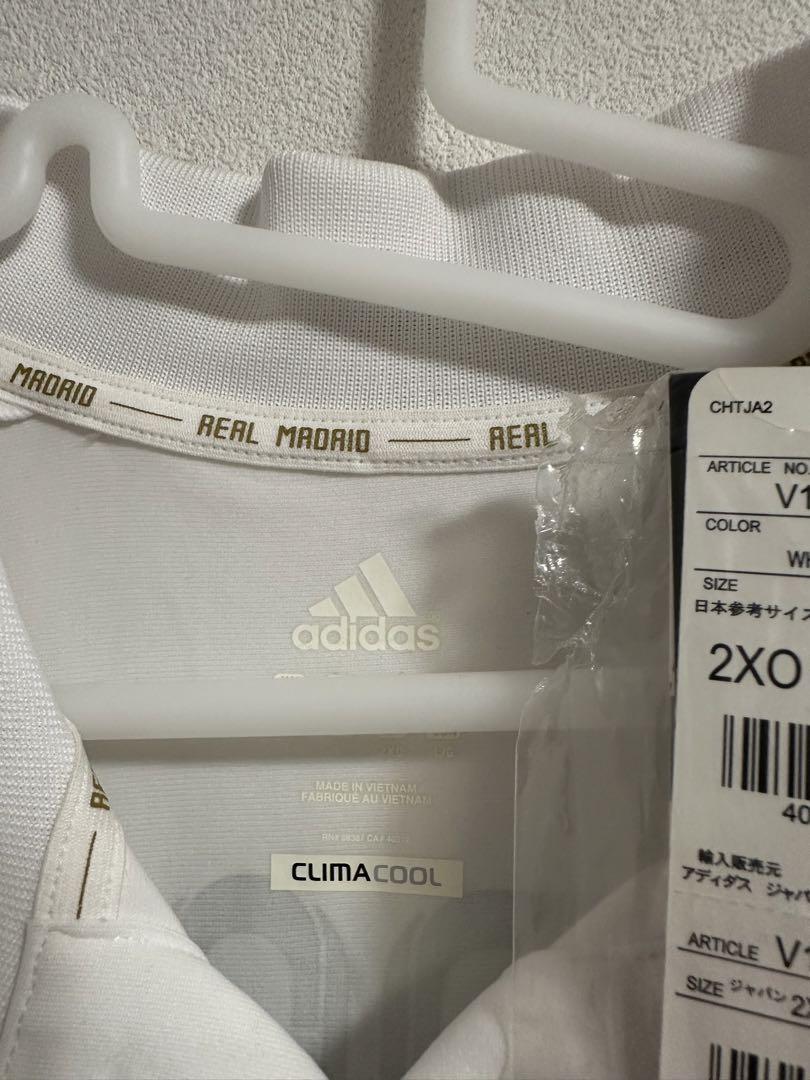 MADRID REAL MADRID REAL
adidas
MADE IN VIETNAM
FABRIQUÉ AU VIETNAM
CLIMACOOL
CHTJA2
ARTICLE NO.
V1
COLOR
WH
SIZE
日本参考サイズ
2XO
40
輸入販売元
アディダス ジャパ
ARTICLE V1
SIZE ジャパン 2X